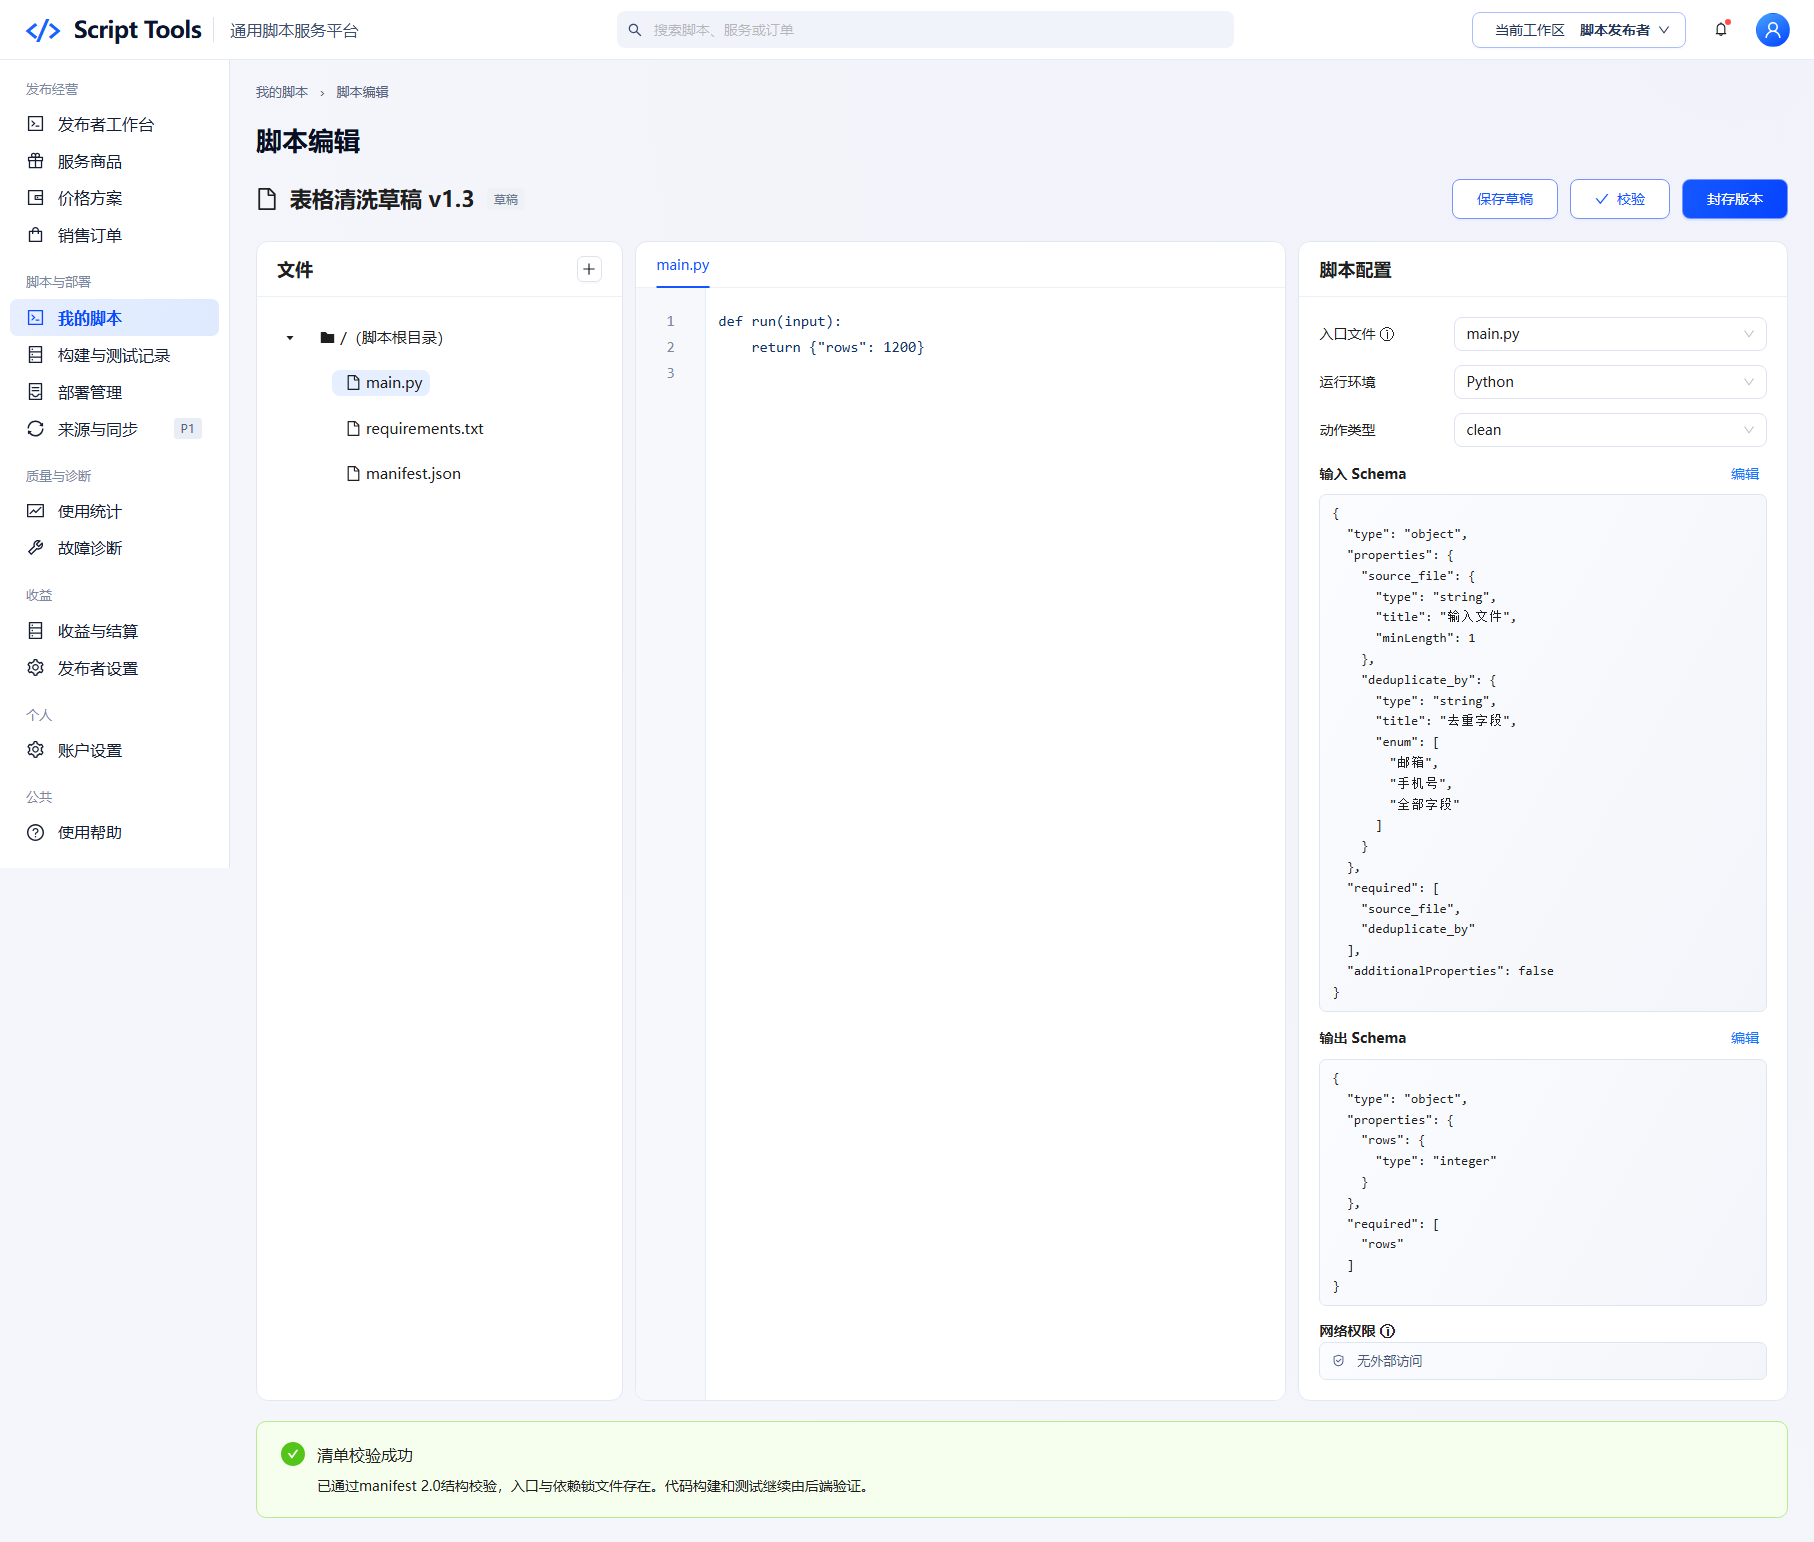 Script Tools
通用脚本服务平台
搜索脚本、服务或订单
当前工作区 脚本发布者
发布经营
发布者工作台
服务商品
价格方案
销售订单
脚本与部署
我的脚本
构建与测试记录
部署管理
来源与同步 P1
质量与诊断
使用统计
故障诊断
收益
收益与结算
发布者设置
个人
账户设置
公共
使用帮助
我的脚本 › 脚本编辑
脚本编辑
表格清洗草稿 v1.3 草稿
保存草稿
校验
封存版本
文件
/（脚本根目录）
main.py
requirements.txt
manifest.json
main.py
1 def run(input):
2     return {"rows": 1200}
3
脚本配置
入口文件 main.py
运行环境 Python
动作类型 clean
输入 Schema 编辑
{
  "type": "object",
  "properties": {
    "source_file": {
      "type": "string",
      "title": "输入文件",
      "minLength": 1
    },
    "deduplicate_by": {
      "type": "string",
      "title": "去重字段",
      "enum": [
        "邮箱",
        "手机号",
        "全部字段"
      ]
    }
  },
  "required": [
    "source_file",
    "deduplicate_by"
  ],
  "additionalProperties": false
}
输出 Schema 编辑
{
  "type": "object",
  "properties": {
    "rows": {
      "type": "integer"
    }
  },
  "required": [
    "rows"
  ]
}
网络权限
无外部访问
清单校验成功
已通过manifest 2.0结构校验，入口与依赖锁文件存在。代码构建和测试继续由后端验证。